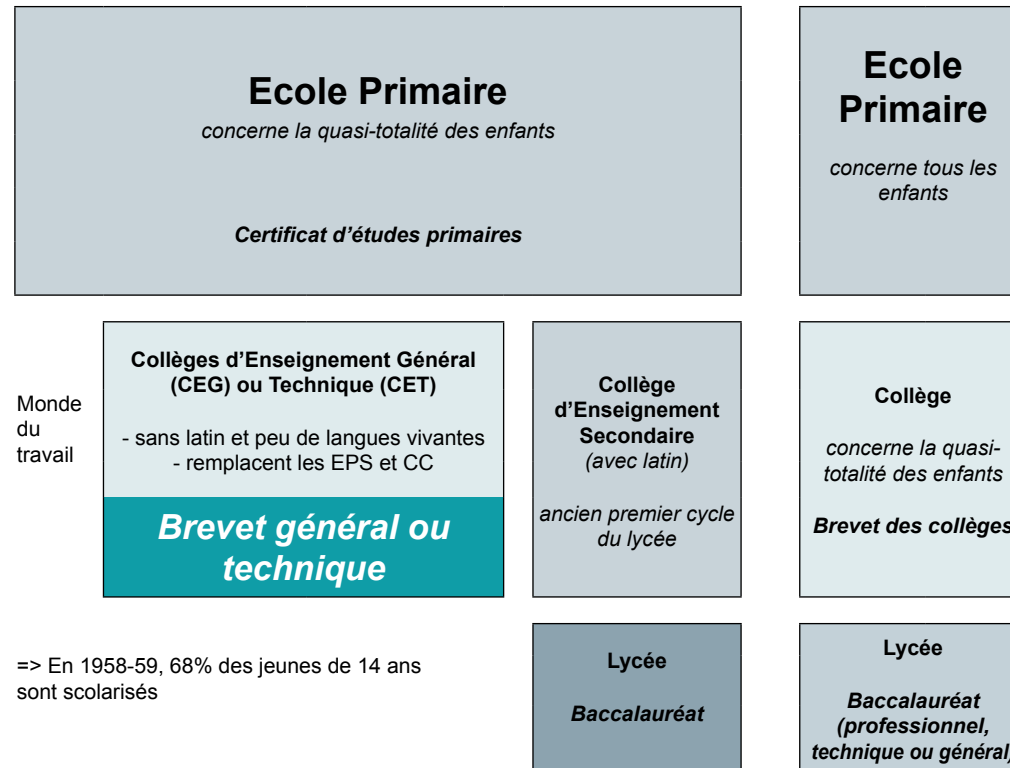 Ecole Primaire
concerne la quasi-totalité des enfants
Certificat d'études primaires
Ecole
Primaire
concerne tous les
enfants
Monde
du
travail
Collèges d'Enseignement Général
(CEG) ou Technique (CET)
- sans latin et peu de langues vivantes
- remplacent les EPS et CC
Brevet général ou
technique
Collège
d'Enseignement
Secondaire
(avec latin)
ancien premier cycle
du lycée
Collège
concerne la quasi-
totalité des enfants
Brevet des collèges
=> En 1958-59, 68% des jeunes de 14 ans
sont scolarisés
Lycée
Baccalauréat
Lycée
Baccalauréat
(professionnel,
technique ou général)